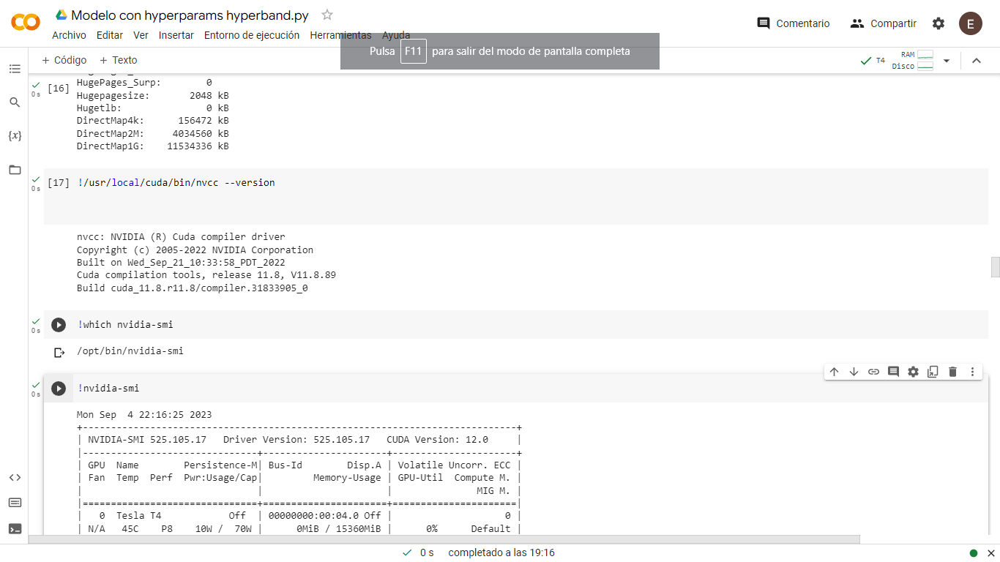 Modelo con hyperparams hyperband.py
Archivo Editar Ver Insertar Entorno de ejecución Herramientas Ayuda
Comentario Compartir E
Pulsa F11 para salir del modo de pantalla completa
+ Código + Texto
T4 RAM Disco
[16]
0 s
HugePages_Surp: 0
Hugepagesize: 2048 kB
Hugetlb: 0 kB
DirectMap4k: 156472 kB
DirectMap2M: 4034560 kB
DirectMap1G: 11534336 kB
{x}
[17] !/usr/local/cuda/bin/nvcc --version
0 s
nvcc: NVIDIA (R) Cuda compiler driver
Copyright (c) 2005-2022 NVIDIA Corporation
Built on Wed_Sep_21_10:33:58_PDT_2022
Cuda compilation tools, release 11.8, V11.8.89
Build cuda_11.8.r11.8/compiler.31833905_0
!which nvidia-smi
0 s
/opt/bin/nvidia-smi
!nvidia-smi
0 s
Mon Sep  4 22:16:25 2023
+-----------------------------------------------------------------------------+
| NVIDIA-SMI 525.105.17   Driver Version: 525.105.17   CUDA Version: 12.0     |
|-------------------------------+----------------------+----------------------+
| GPU  Name        Persistence-M| Bus-Id        Disp.A | Volatile Uncorr. ECC |
| Fan  Temp  Perf  Pwr:Usage/Cap|         Memory-Usage | GPU-Util  Compute M. |
|                               |                      |               MIG M. |
|===============================+======================+======================|
|   0  Tesla T4            Off  | 00000000:00:04.0 Off |                    0 |
| N/A   45C    P8    10W /  70W |      0MiB / 15360MiB |      0%      Default |
0 s completado a las 19:16